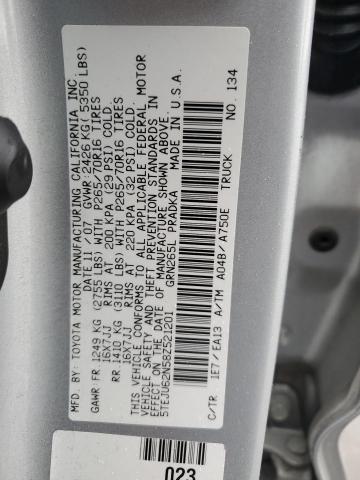 MFD. BY: TOYOTA MOTOR MANUFACTURING CALIFORNIA, INC.
DATE 11 07 GVWR: 2426 KG ( 5350 LBS)
GAWR FR. 1249 KG (2755 LBS) WITH P265/70R16 TIRES
16X7JJ RIMS AT 200 KPA (29 PSI) COLD.
RR. 1410 KG (3110 LBS) WITH P265/70R16 TIRES
16X7JJ RIMS AT 220 KPA (32 PSI) COLD.
THIS VEHICLE CONFORMS TO ALL APPLICABLE FEDERAL MOTOR
VEHICLE SAFETY AND THEFT PREVENTION STANDARDS IN
EFFECT ON THE DATE OF MANUFACTURE SHOWN ABOVE.
5TEJU62N58Z521201 GRN265L PRADKA MADE IN U.S.A.
TRUCK
C/TR 1E7/EA13 A/TM A04B/A750E NO. 134
023